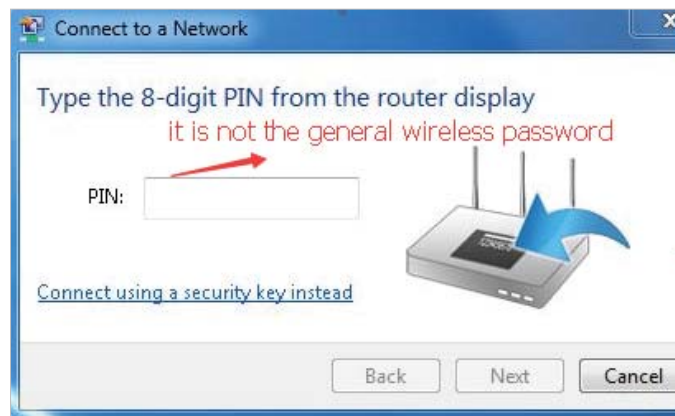 Connect to a Network
Type the 8-digit PIN from the router display
it is not the general wireless password
PIN:
Connect using a security key instead
Back
Next
Cancel